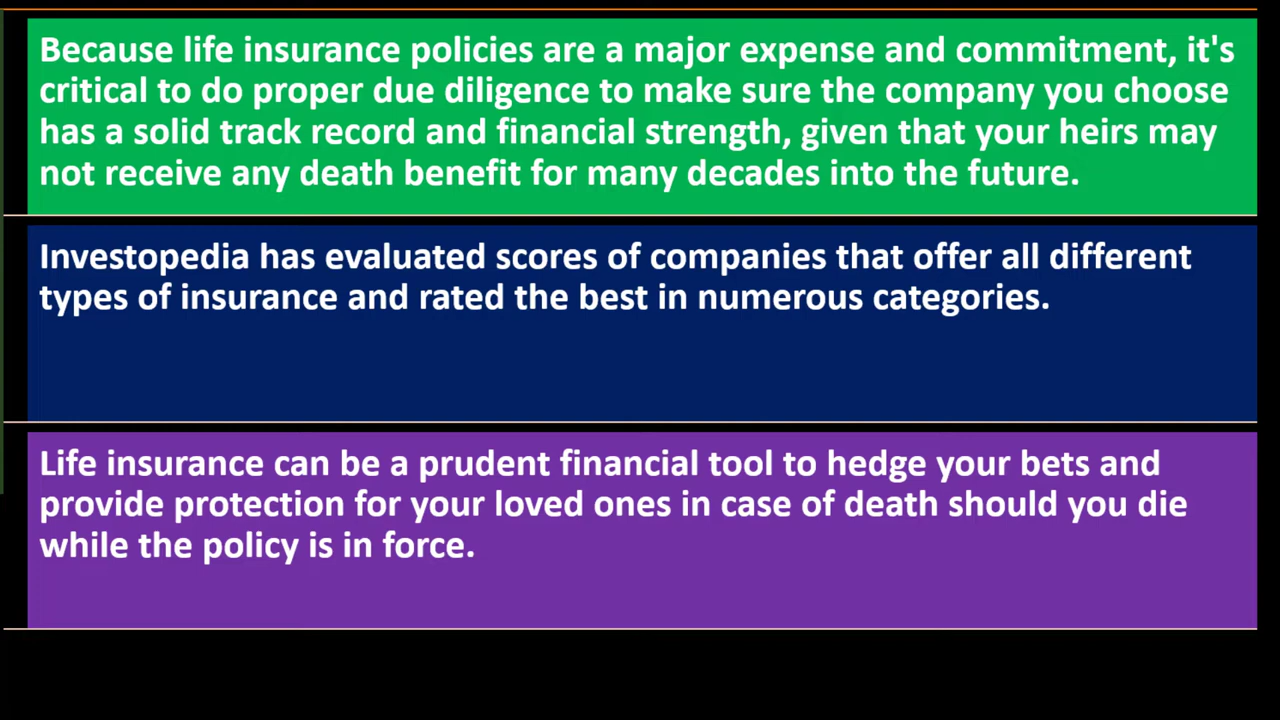 Because life insurance policies are a major expense and commitment, it's
critical to do proper due diligence to make sure the company you choose
has a solid track record and financial strength, given that your heirs may
not receive any death benefit for many decades into the future.
Investopedia has evaluated scores of companies that offer all different
types of insurance and rated the best in numerous categories.
Life insurance can be a prudent financial tool to hedge your bets and
provide protection for your loved ones in case of death should you die
while the policy is in force.